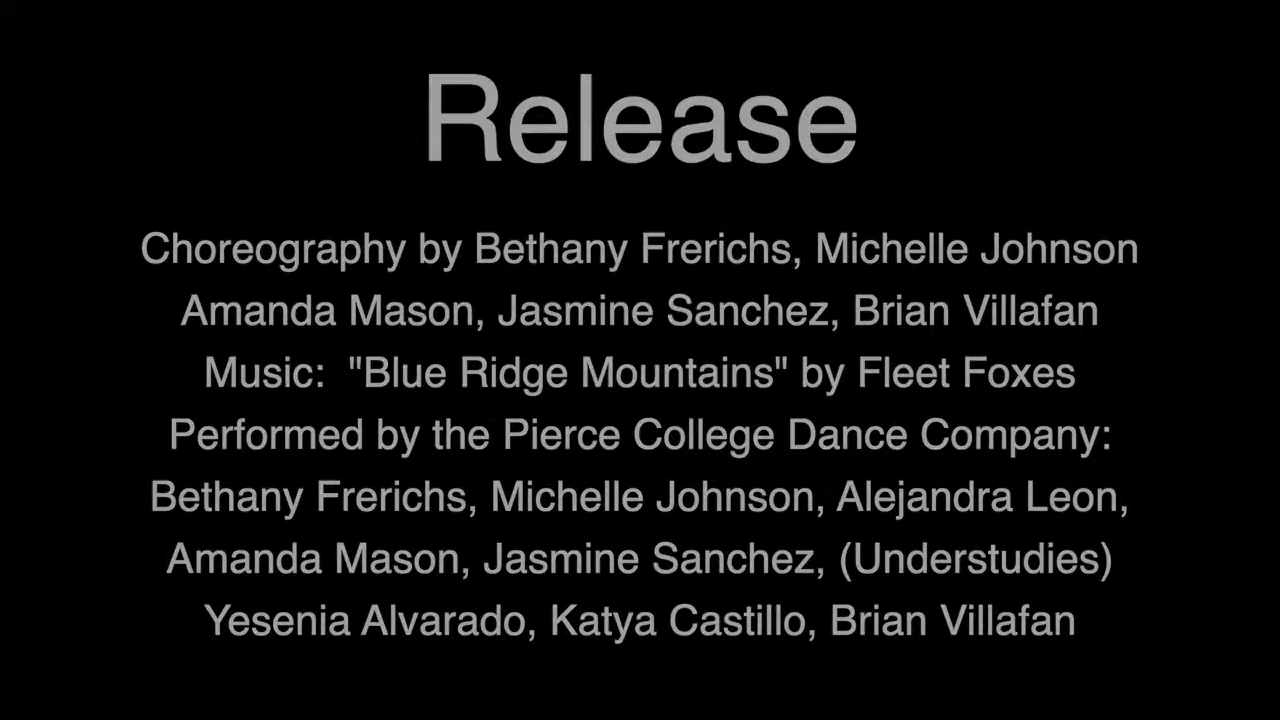 Release
Choreography by Bethany Frerichs, Michelle Johnson
Amanda Mason, Jasmine Sanchez, Brian Villafan
Music:  "Blue Ridge Mountains" by Fleet Foxes
Performed by the Pierce College Dance Company:
Bethany Frerichs, Michelle Johnson, Alejandra Leon,
Amanda Mason, Jasmine Sanchez, (Understudies)
Yesenia Alvarado, Katya Castillo, Brian Villafan